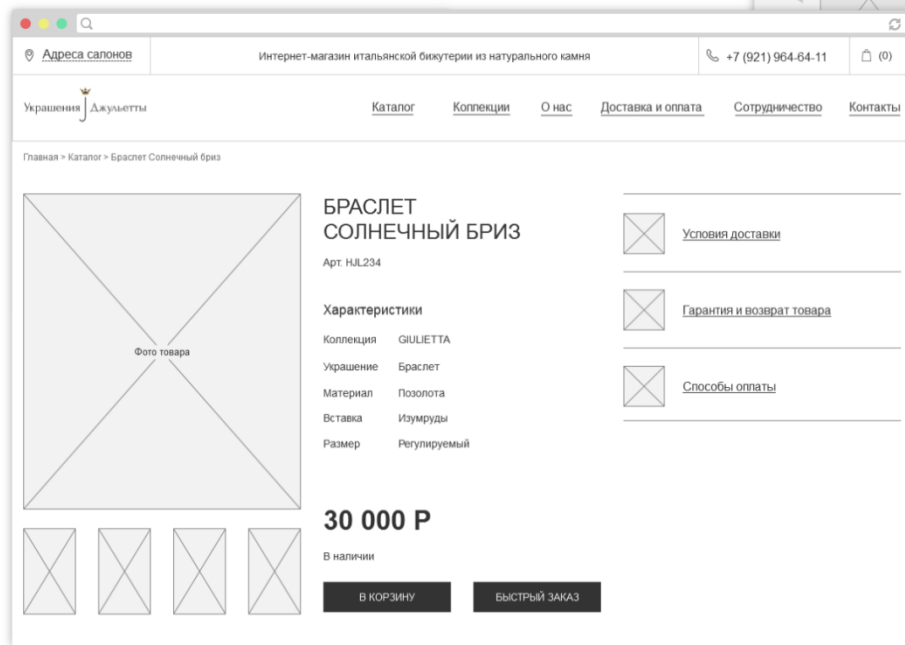 Адреса салонов
Интернет-магазин итальянской бижутерии из натурального камня
+7 (921) 964-64-11
(0)
Украшения Джульетты
Каталог
Коллекции
О нас
Доставка и оплата
Сотрудничество
Контакты
Главная > Каталог > Браслет Солнечный бриз
Фото товара
БРАСЛЕТ
СОЛНЕЧНЫЙ БРИЗ
Арт. HJL234
Характеристики
Коллекция GIULIETTA
Украшение Браслет
Материал Позолота
Вставка Изумруды
Размер Регулируемый
30 000 Р
В наличии
В КОРЗИНУ
БЫСТРЫЙ ЗАКАЗ
Условия доставки
Гарантия и возврат товара
Способы оплаты